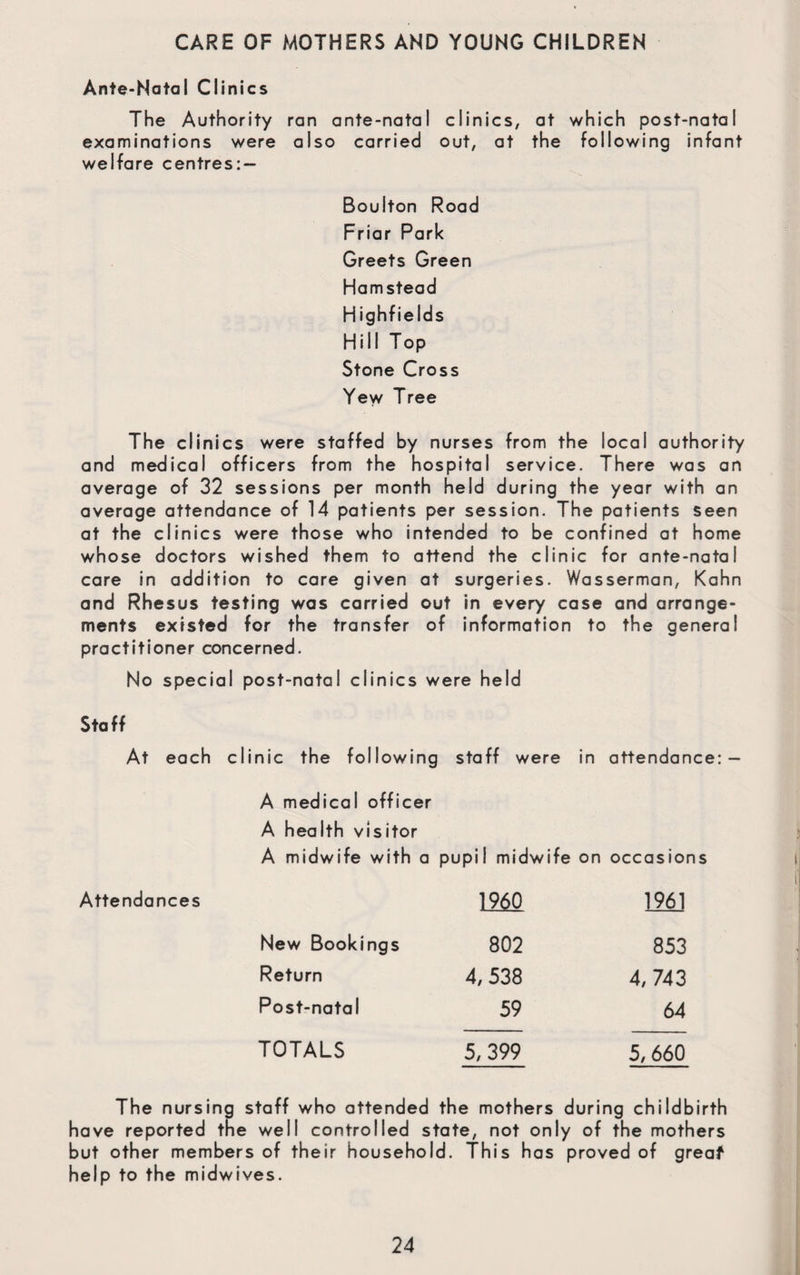 CARE OF MOTHERS AND YOUNG CHILDREN
Ante-Natal Clinics
The Authority ran ante-natal clinics, at which post-natal
examinations were also carried out, at the following infant
welfare centres:—
Boulton Road
Friar Park
Greets Green
Hamstead
Highfields
Hill Top
Stone Cross
Yew Tree
The clinics were staffed by nurses from the local authority
and medical officers from the hospital service. There was an
average of 32 sessions per month held during the year with an
average attendance of 14 patients per session. The patients seen
at the clinics were those who intended to be confined at home
whose doctors wished them to attend the clinic for ante-natal
care in addition to care given at surgeries. Wasserman, Kahn
and Rhesus testing was carried out in every case and arrange-
ments existed for the transfer of information to the general
practitioner concerned.
No special post-natal clinics were held
Staff
At each clinic the following staff were in attendance:—
A medical officer
A health visitor
A midwife with a pupil midwife on occasions
Attendances 1960 1961
New Bookings 802 853
Return 4,538 4,743
Post-natal 59 64
TOTALS 5,399 5,660
The nursing staff who attended the mothers during childbirth
have reported the well controlled state, not only of the mothers
but other members of their household. This has proved of great
help to the midwives.
24